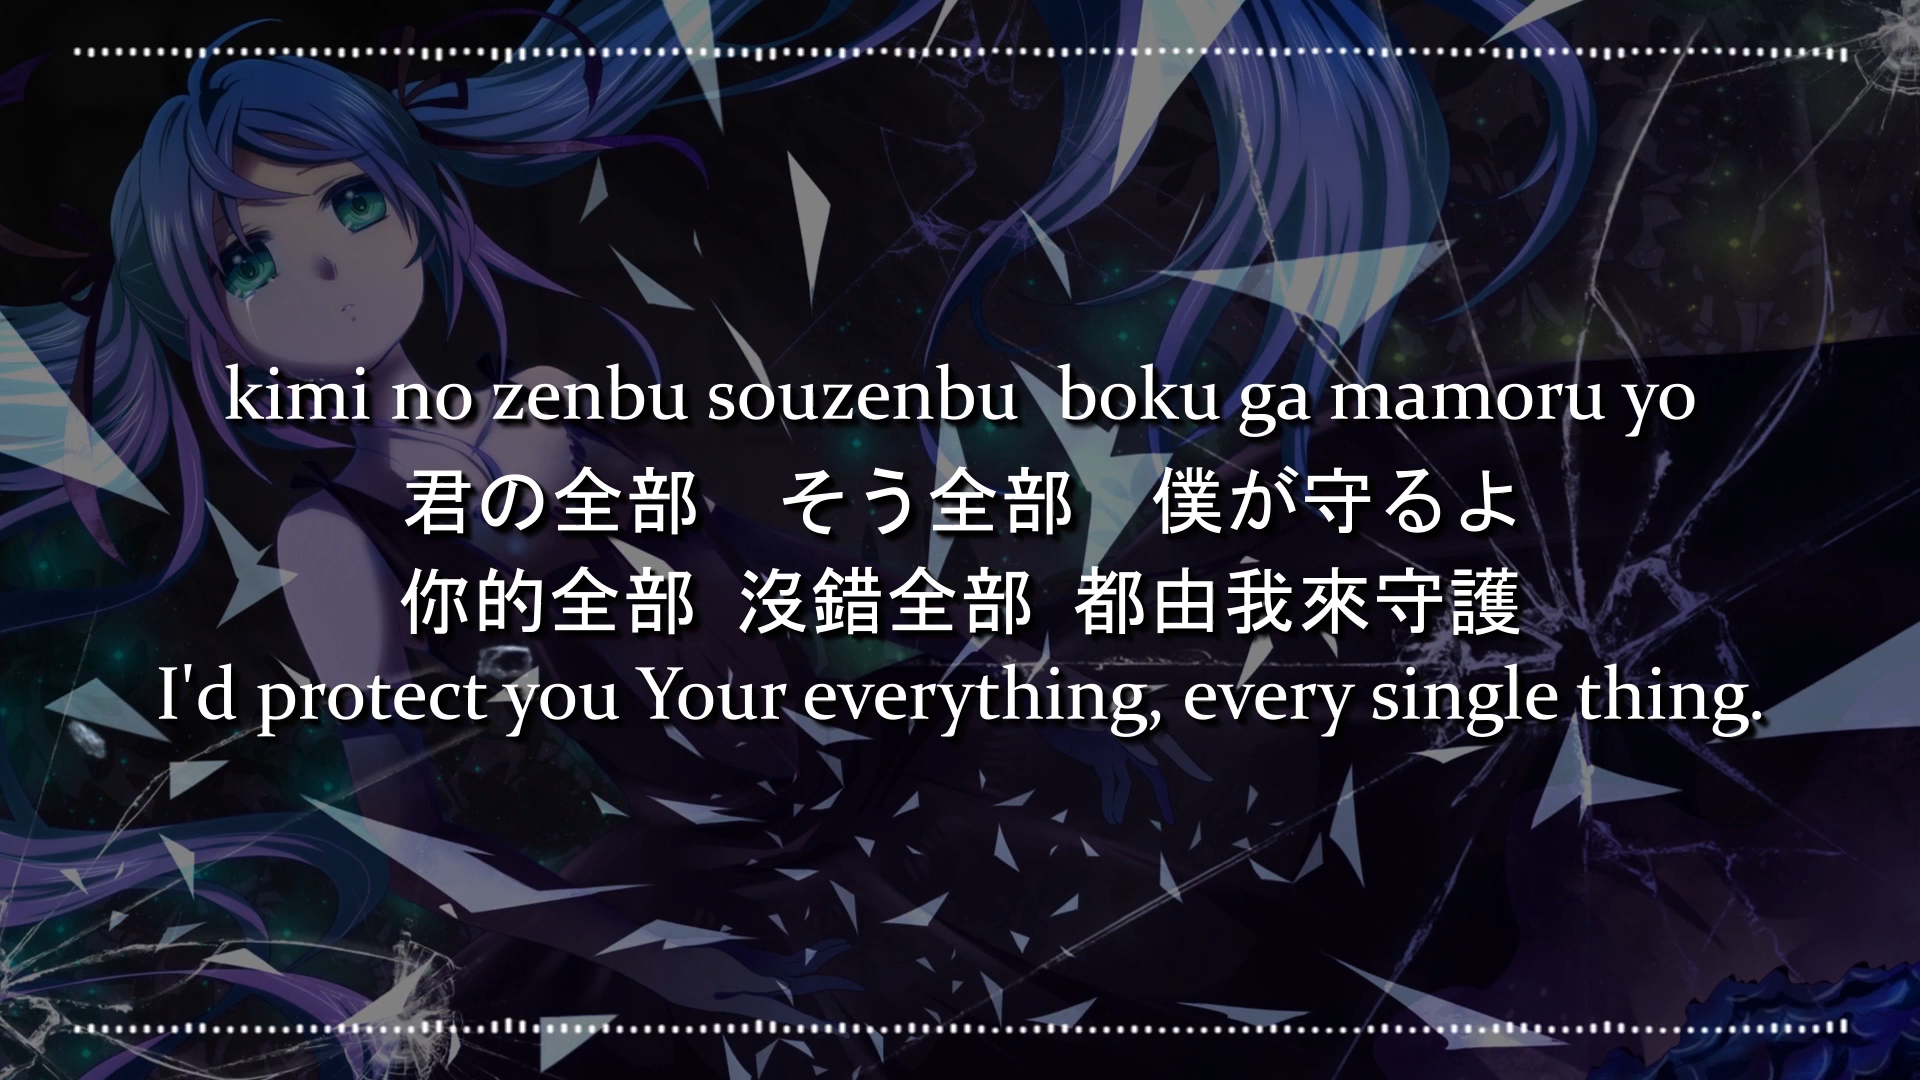 kimi no zenbu souzenbu  boku ga mamoru yo
君の全部　そう全部　僕が守るよ
你的全部  沒錯全部  都由我來守護
I'd protect you Your everything, every single thing.